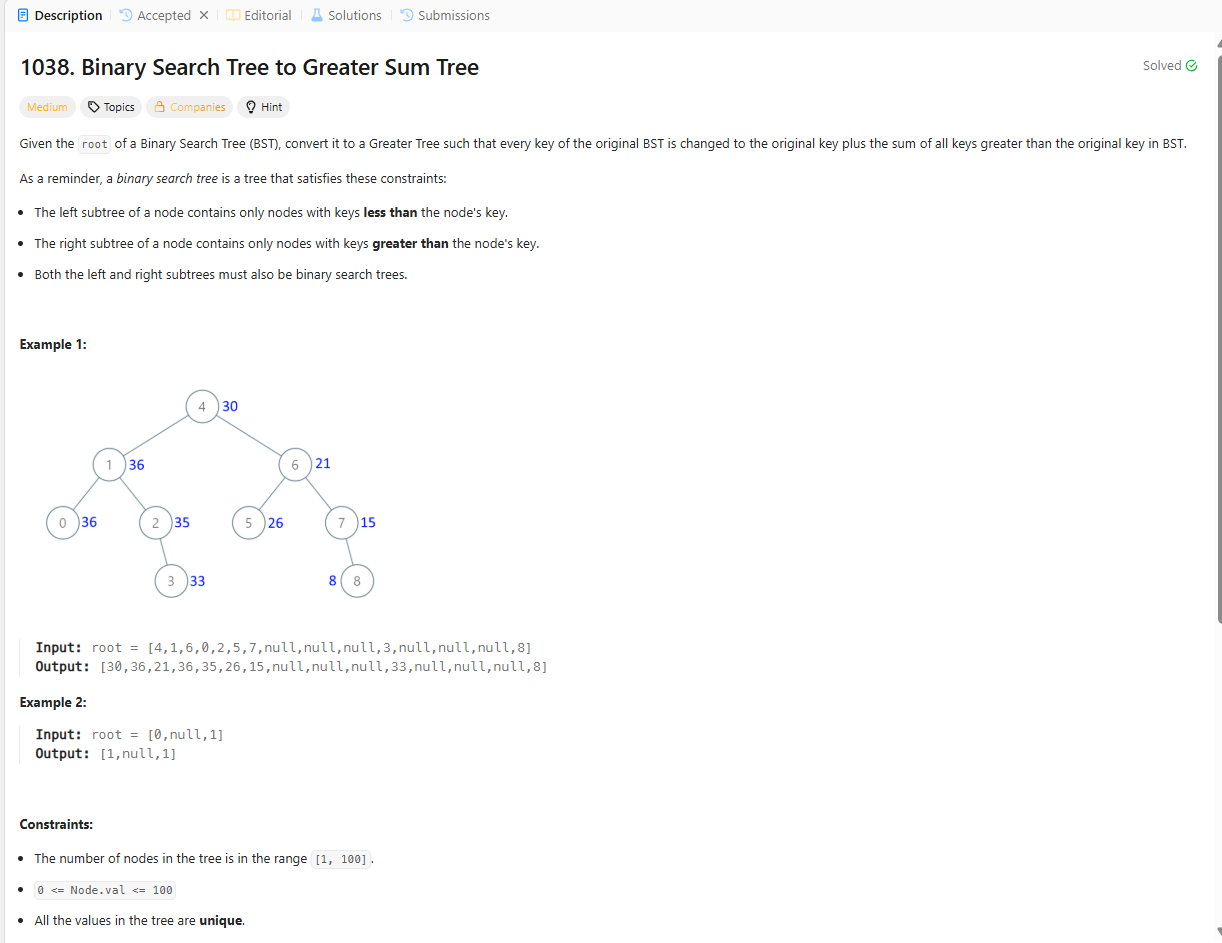 Description Accepted Editorial Solutions Submissions
1038. Binary Search Tree to Greater Sum Tree
Solved
Medium Topics Companies Hint
Given the root of a Binary Search Tree (BST), convert it to a Greater Tree such that every key of the original BST is changed to the original key plus the sum of all keys greater than the original key in BST.
As a reminder, a binary search tree is a tree that satisfies these constraints:
• The left subtree of a node contains only nodes with keys less than the node's key.
• The right subtree of a node contains only nodes with keys greater than the node's key.
• Both the left and right subtrees must also be binary search trees.
Example 1:
4 30
1 36 6 21
0 36 2 35 5 26 7 15
3 33 8 8
Input: root = [4,1,6,0,2,5,7,null,null,null,3,null,null,null,8]
Output: [30,36,21,36,35,26,15,null,null,null,33,null,null,null,8]
Example 2:
Input: root = [0,null,1]
Output: [1,null,1]
Constraints:
• The number of nodes in the tree is in the range [1, 100].
• 0 <= Node.val <= 100
• All the values in the tree are unique.